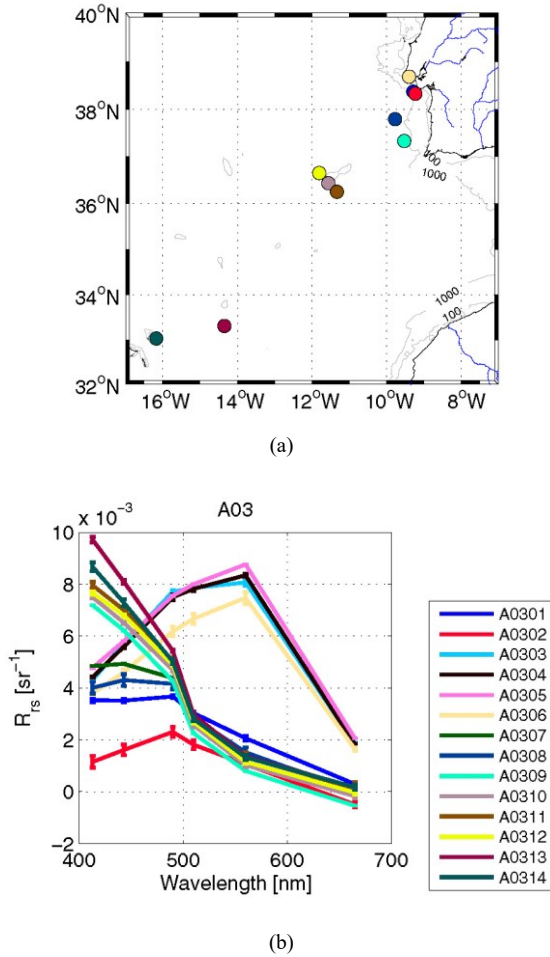 40°N
38°N
36°N
34°N
32°N
100
1000
1000
100
16°W 14°W 12°W 10°W 8°W
(a)
x 10⁻³
A03
10
8
6
4
2
0
−2
400 500 600 700
Rrs [sr⁻¹]
Wavelength [nm]
A0301
A0302
A0303
A0304
A0305
A0306
A0307
A0308
A0309
A0310
A0311
A0312
A0313
A0314
(b)